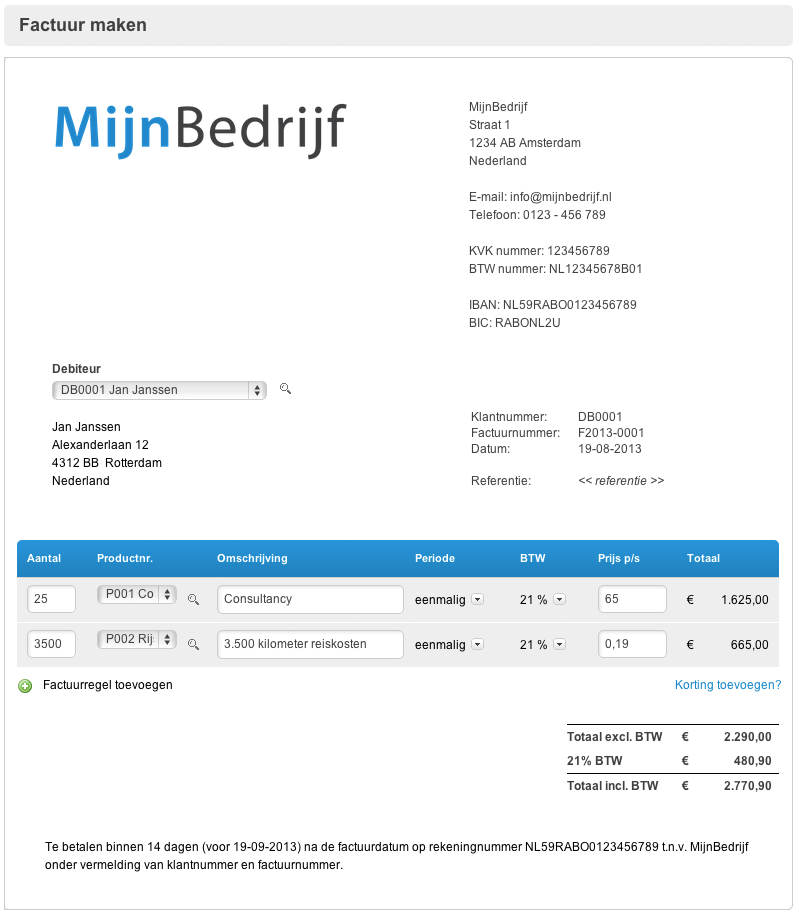 Factuur maken
MijnBedrijf
MijnBedrijf
Straat 1
1234 AB Amsterdam
Nederland
E-mail: info@mijnbedrijf.nl
Telefoon: 0123 - 456 789
KVK nummer: 123456789
BTW nummer: NL12345678B01
IBAN: NL59RABO0123456789
BIC: RABONL2U
Debiteur
DB0001 Jan Janssen
Jan Janssen
Alexanderlaan 12
4312 BB Rotterdam
Nederland
Klantnummer: DB0001
Factuurnummer: F2013-0001
Datum: 19-08-2013
Referentie: << referentie >>
Aantal Productnr. Omschrijving Periode BTW Prijs p/s Totaal
25 P001 Co Consultancy eenmalig 21 % 65 € 1.625,00
3500 P002 Rij 3.500 kilometer reiskosten eenmalig 21 % 0,19 € 665,00
Factuurregel toevoegen Korting toevoegen?
Totaal excl. BTW € 2.290,00
21% BTW € 480,90
Totaal incl. BTW € 2.770,90
Te betalen binnen 14 dagen (voor 19-09-2013) na de factuurdatum op rekeningnummer NL59RABO0123456789 t.n.v. MijnBedrijf
onder vermelding van klantnummer en factuurnummer.